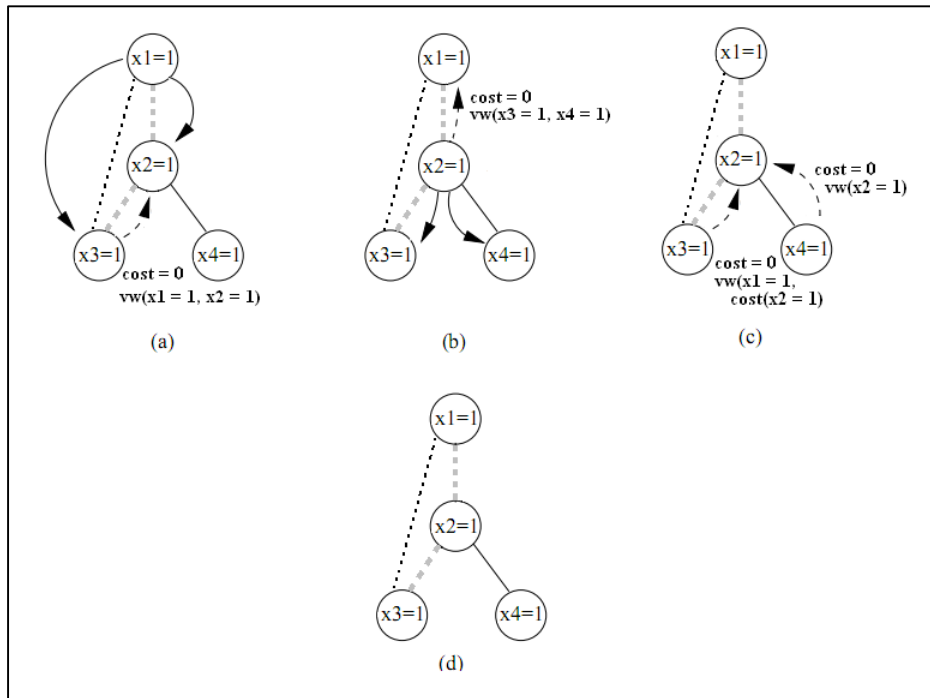 x1=1
x2=1
x3=1
x4=1
cost = 0
vw(x1 = 1, x2 = 1)
(a)
x1=1
cost = 0
vw(x3 = 1, x4 = 1)
x2=1
x3=1
x4=1
(b)
x1=1
x2=1
cost = 0
vw(x2 = 1)
x3=1
x4=1
cost = 0
vw(x1 = 1,
cost(x2 = 1)
(c)
x1=1
x2=1
x3=1
x4=1
(d)